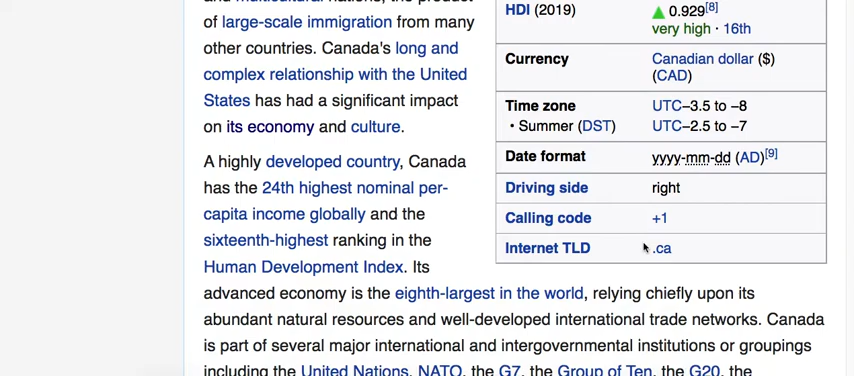 and multicultural nations, the product
of large-scale immigration from many
other countries. Canada's long and
complex relationship with the United
States has had a significant impact
on its economy and culture.
A highly developed country, Canada
has the 24th highest nominal per-
capita income globally and the
sixteenth-highest ranking in the
Human Development Index. Its
advanced economy is the eighth-largest in the world, relying chiefly upon its
abundant natural resources and well-developed international trade networks. Canada
is part of several major international and intergovernmental institutions or groupings
including the United Nations, NATO, the G7, the Group of Ten, the G20, the
HDI (2019) ▲ 0.929[8]
very high · 16th
Currency Canadian dollar ($)
(CAD)
Time zone UTC−3.5 to −8
• Summer (DST) UTC−2.5 to −7
Date format yyyy-mm-dd (AD)[9]
Driving side right
Calling code +1
Internet TLD .ca